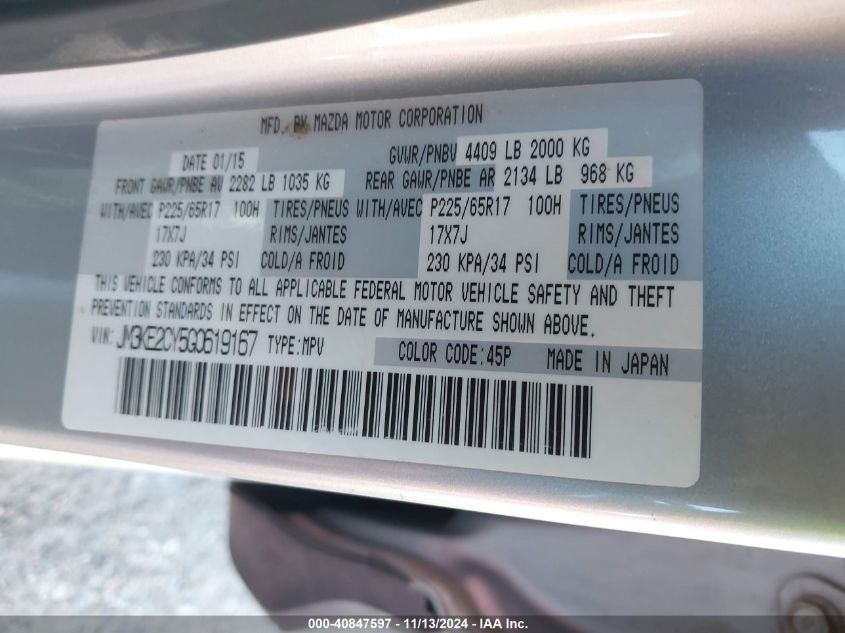 MFD. BY MAZDA MOTOR CORPORATION
DATE 01/15 GVWR/PNBV 4409 LB 2000 KG
FRONT GAWR/PNBE AV 2282 LB 1035 KG REAR GAWR/PNBE AR 2134 LB 968 KG
WITH/AVEC P225/65R17 100H TIRES/PNEUS WITH/AVEC P225/65R17 100H TIRES/PNEUS
17X7J RIMS/JANTES 17X7J RIMS/JANTES
230 KPA/34 PSI COLD/A FROID 230 KPA/34 PSI COLD/A FROID
THIS VEHICLE CONFORMS TO ALL APPLICABLE FEDERAL MOTOR VEHICLE SAFETY AND THEFT
PREVENTION STANDARDS IN EFFECT ON THE DATE OF MANUFACTURE SHOWN ABOVE.
VIN: JM3KE2CY5G0619167 TYPE:MPV COLOR CODE:45P MADE IN JAPAN
000-40847597 - 11/13/2024 - IAA Inc.